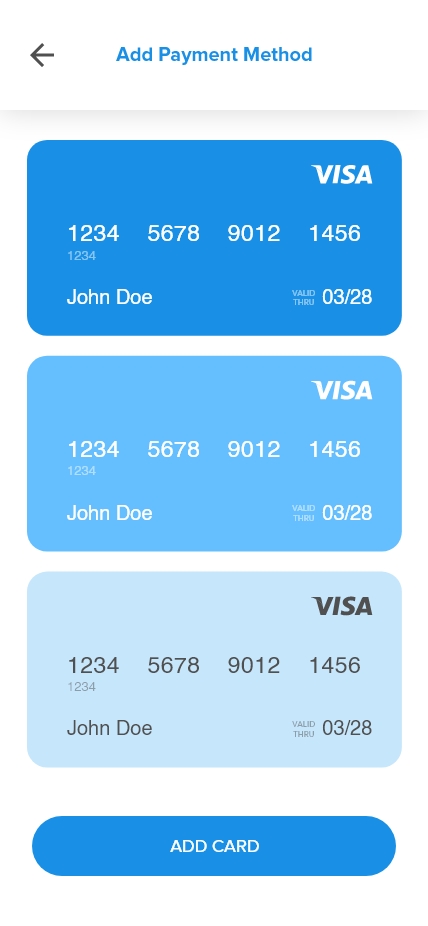 Add Payment Method
VISA
1234 5678 9012 1456
1234
John Doe VALID THRU 03/28
VISA
1234 5678 9012 1456
1234
John Doe VALID THRU 03/28
VISA
1234 5678 9012 1456
1234
John Doe VALID THRU 03/28
ADD CARD